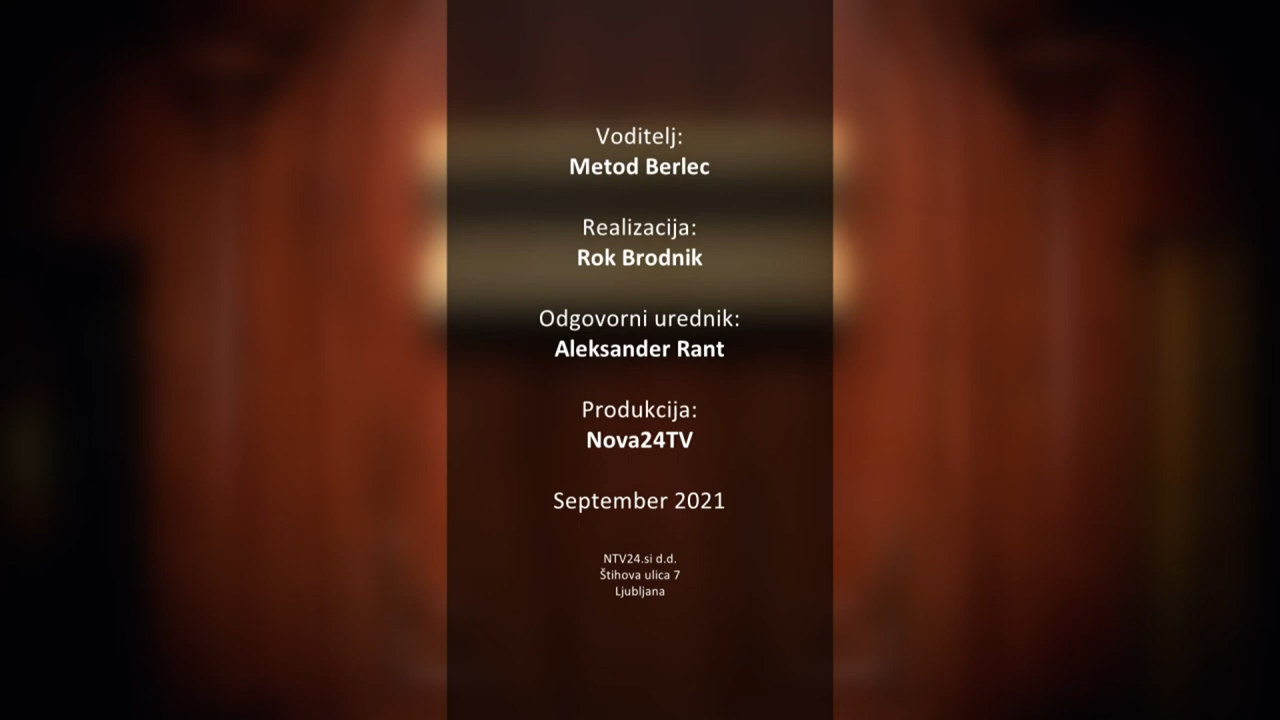 Voditelj:
Metod Berlec
Realizacija:
Rok Brodnik
Odgovorni urednik:
Aleksander Rant
Produkcija:
Nova24TV
September 2021
NTV24.si d.d.
Štihova ulica 7
Ljubljana